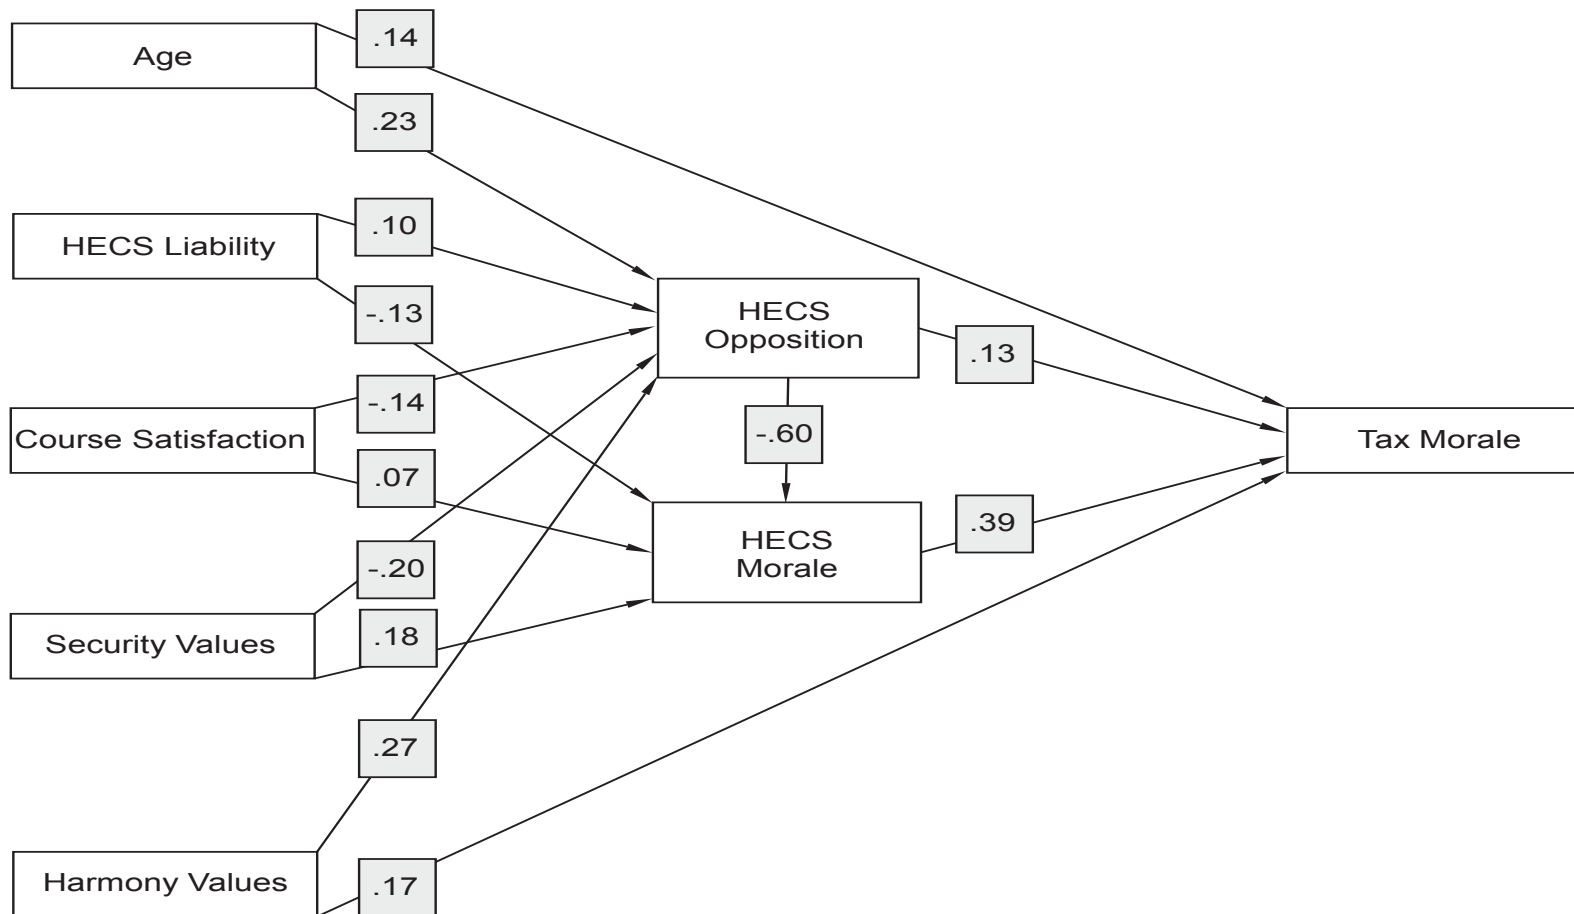 Age
.14
.23
HECS Liability
.10
-.13
HECS
Opposition
.13
Course Satisfaction
-.14
.07
-.60
Tax Morale
HECS
Morale
.39
Security Values
-.20
.18
.27
Harmony Values
.17